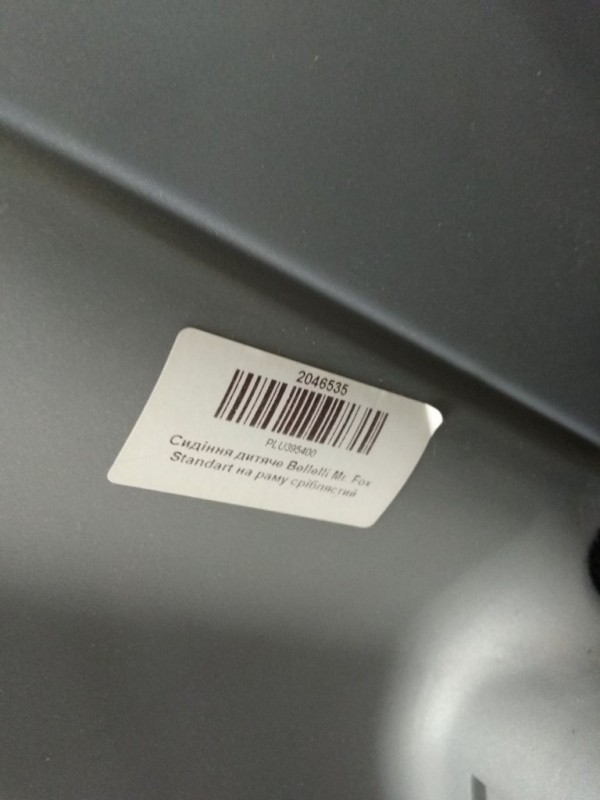 2046535
PLU395400
Сидіння дитяче Bellelli Mr. Fox
Standart на раму сріблястий